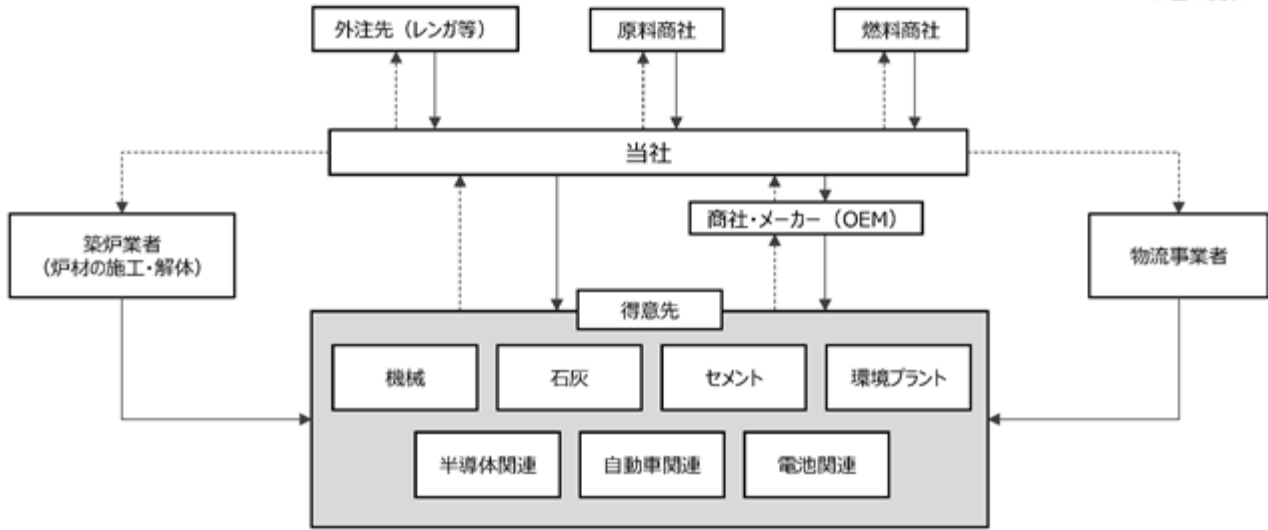 外注先（レンガ等）
原料商社
燃料商社
当社
商社・メーカー（OEM）
築炉業者
（炉材の施工・解体）
物流事業者
得意先
機械
石灰
セメント
環境プラント
半導体関連
自動車関連
電池関連